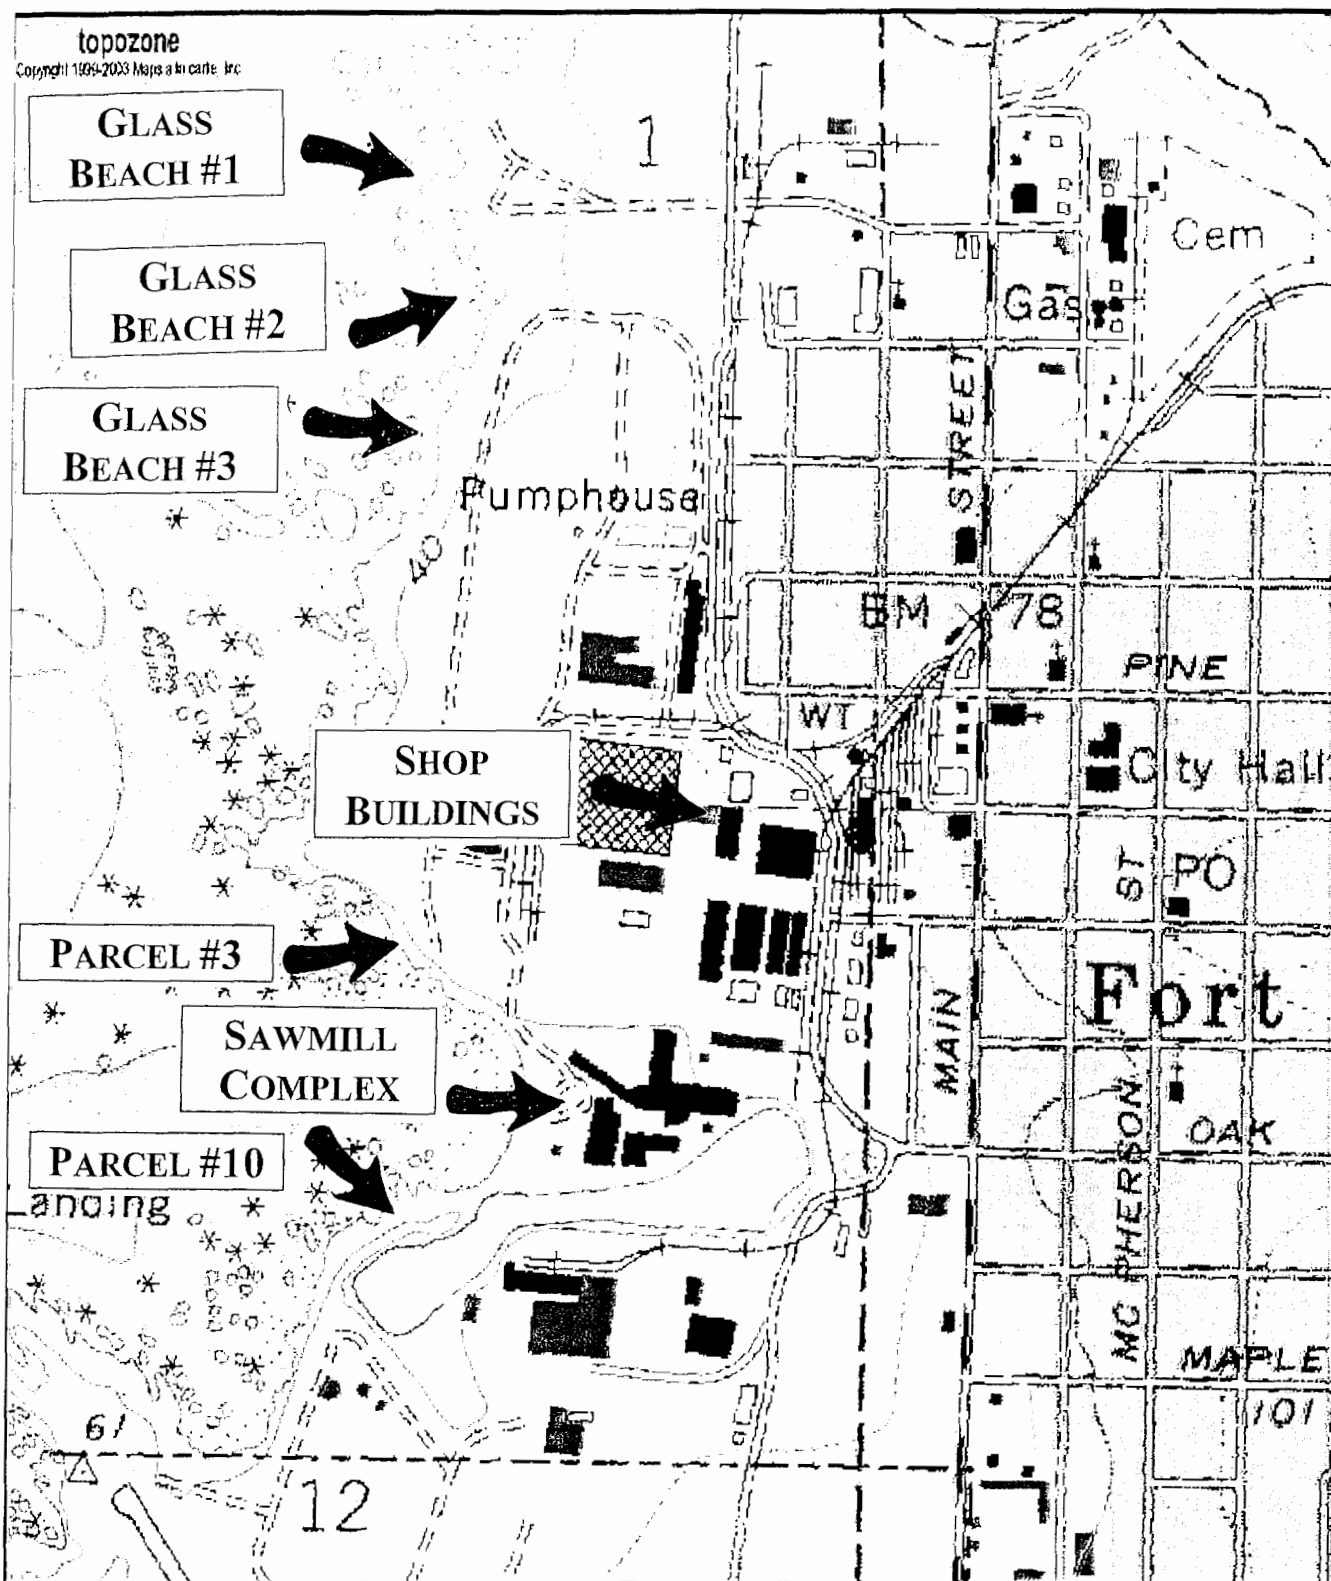 topozone
Copyright 1999-2003 Maps a la carte, Inc
GLASS
BEACH #1
1
Cem
GLASS
BEACH #2
Gas
STREET
GLASS
BEACH #3
Pumphouse
40
BM 78
PINE
WT
SHOP
BUILDINGS
City Hall
ST
PO
PARCEL #3
Fort
MAIN
SAWMILL
COMPLEX
OAK
PARCEL #10
Landing
MC PHERSON
MAPLE
101
61
12